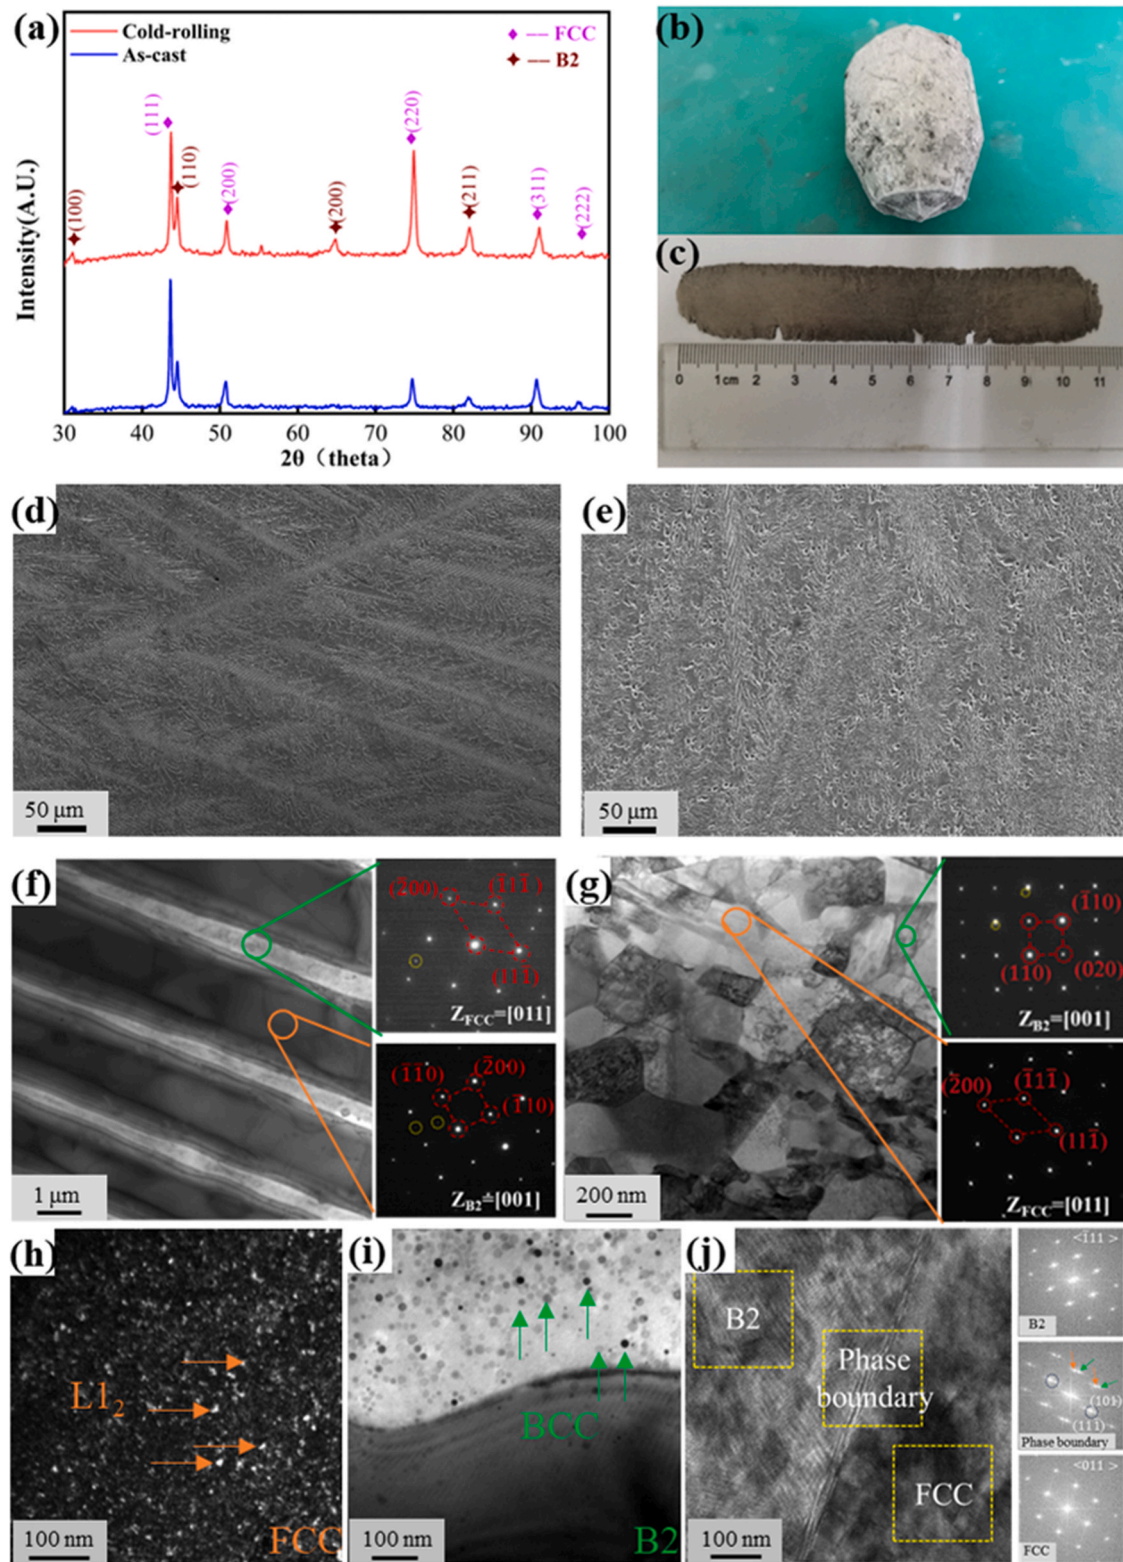 (a)
Cold-rolling
As-cast
◆ -- FCC
✦ -- B2
(100)
(111)
(110)
(200)
(200)
(220)
(211)
(311)
(222)
Intensity(A.U.)
30 40 50 60 70 80 90 100
2θ（theta）
(b)
(c)
0 1cm 2 3 4 5 6 7 8 9 10 11
(d)
50 μm
(e)
50 μm
(f)
1 μm
(2̄00)
(1̄11̄)
(111̄)
Z_FCC=[011]
(1̄1̄0)
(2̄00)
(1̄10)
Z_B2=[001]
(g)
200 nm
(1̄10)
(110)
(020)
Z_B2=[001]
(2̄00)
(1̄11̄)
(111̄)
Z_FCC=[011]
(h)
L1₂
100 nm
FCC
(i)
BCC
100 nm
B2
(j)
B2
Phase
boundary
FCC
100 nm
<111>
B2
(101)
(111)
Phase boundary
<011>
FCC